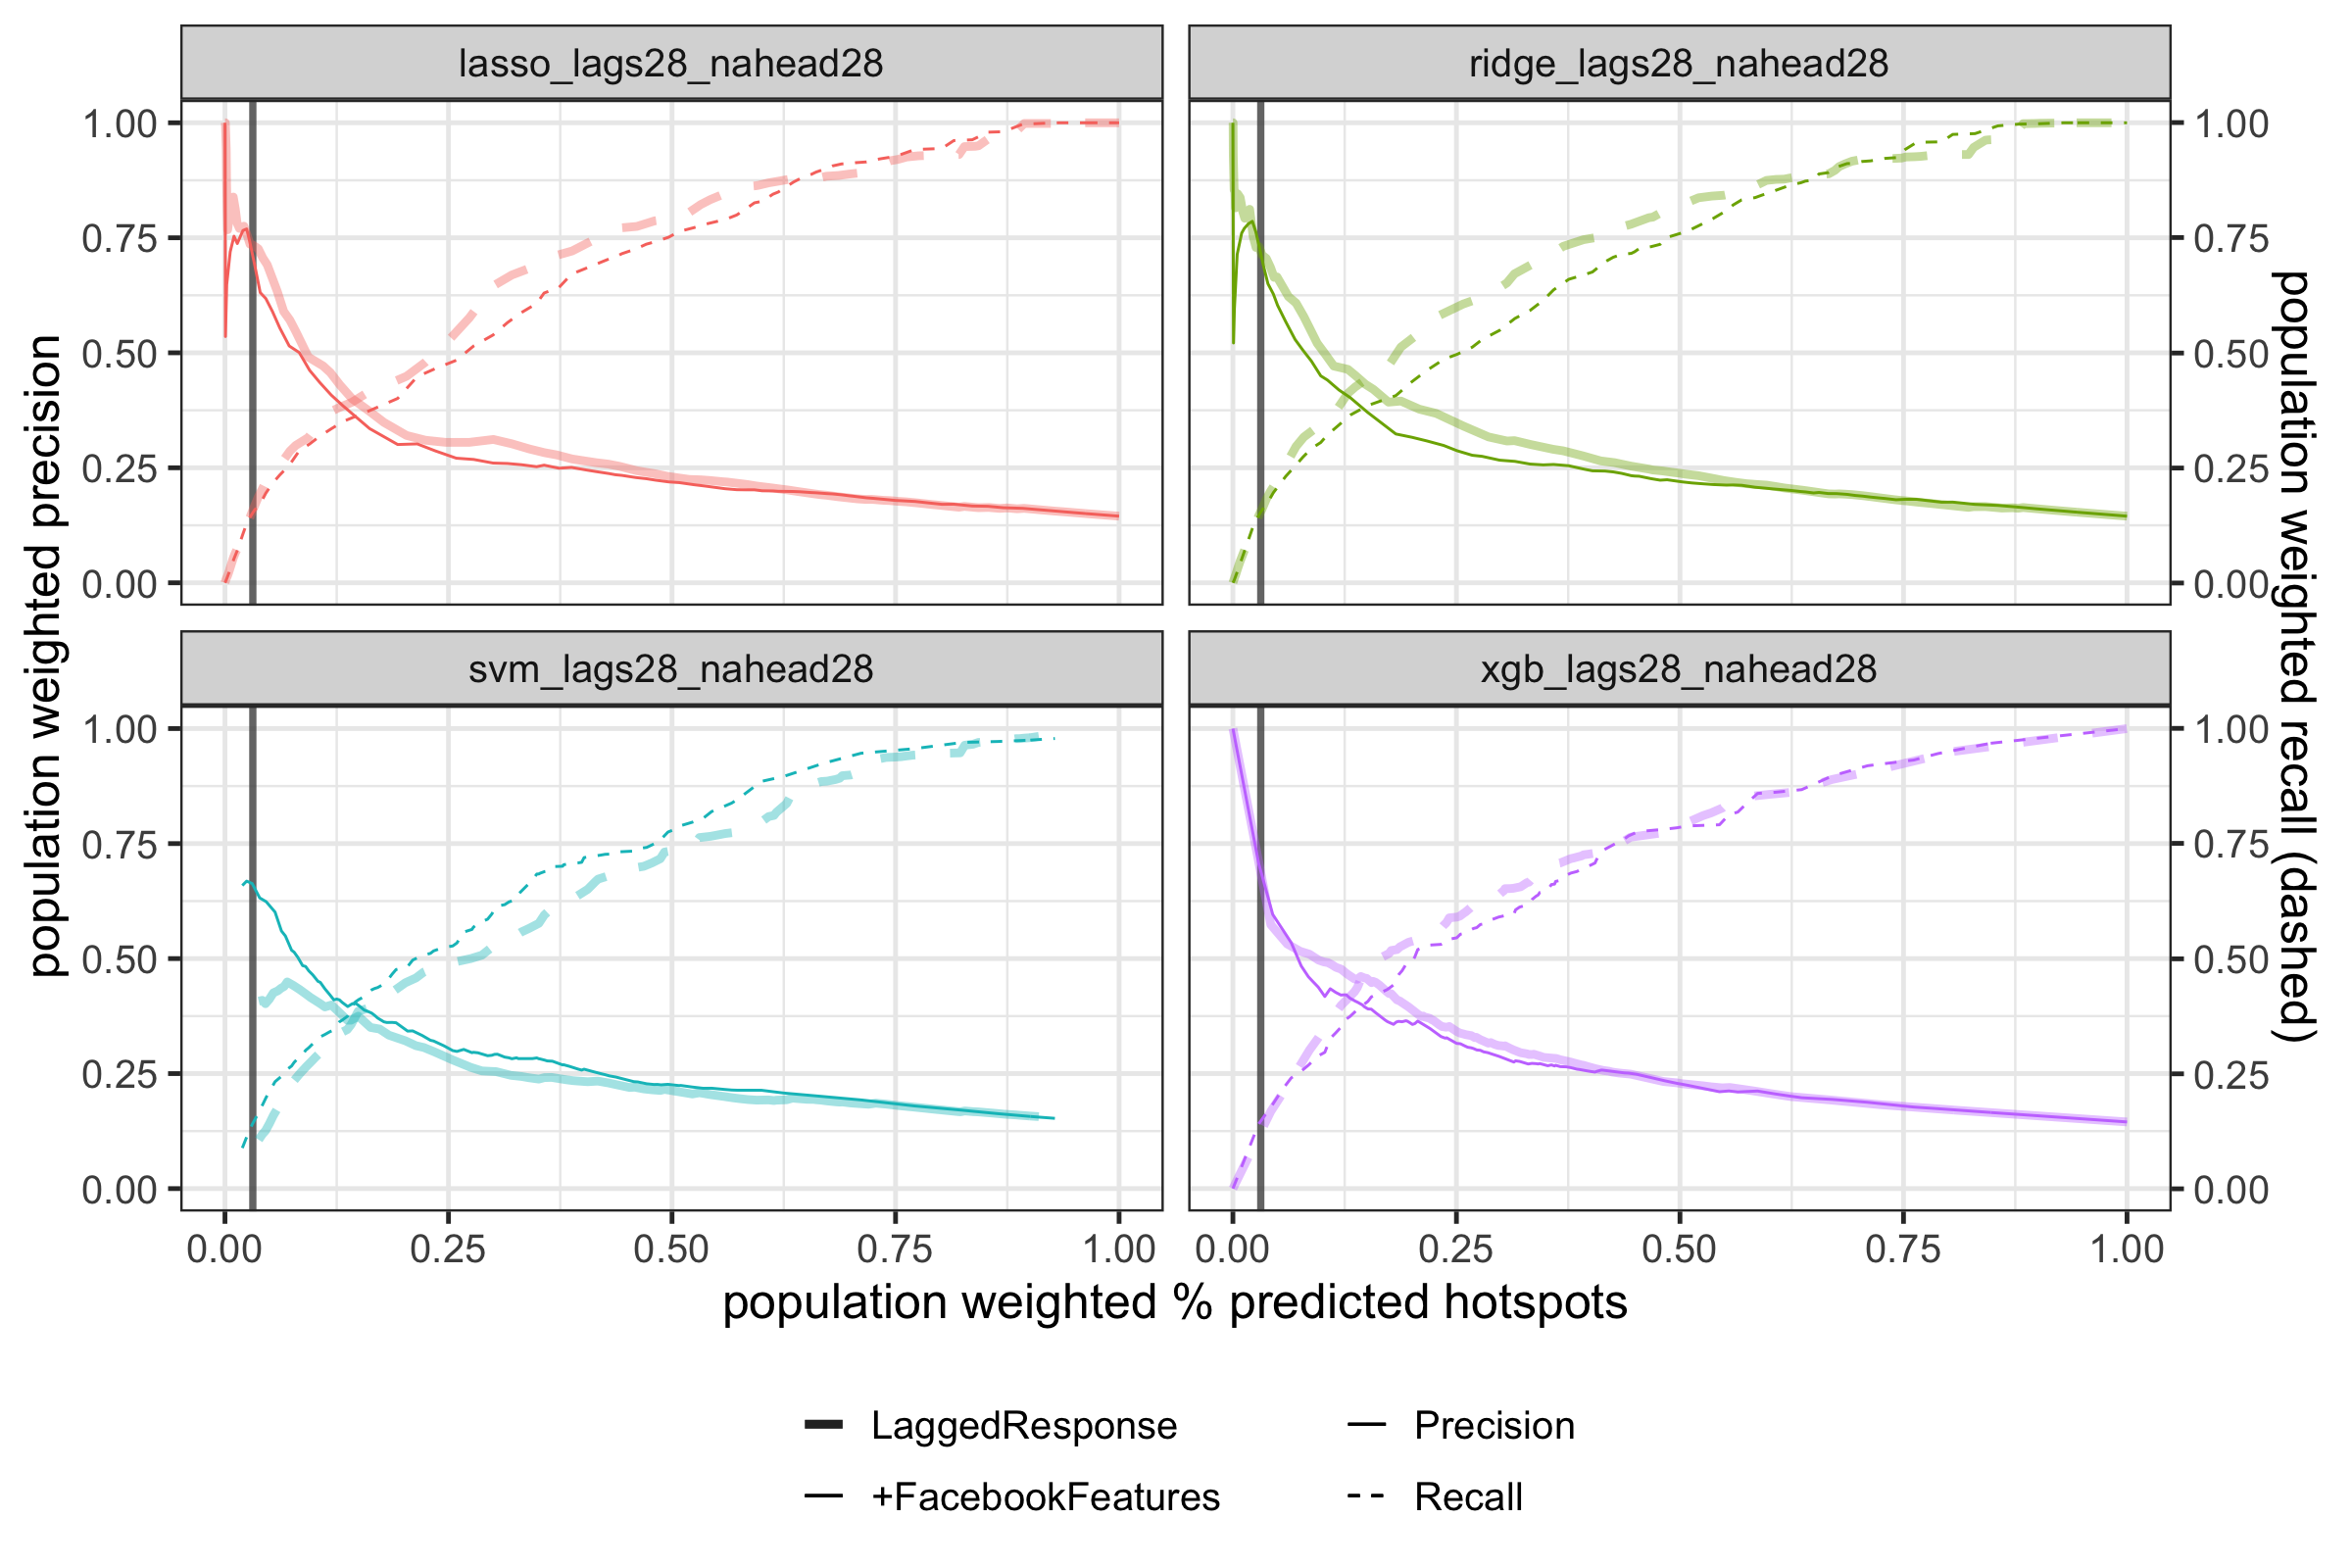 lasso_lags28_nahead28
ridge_lags28_nahead28
1.00
0.75
0.50
0.25
0.00
1.00
0.75
0.50
0.25
0.00
svm_lags28_nahead28
xgb_lags28_nahead28
1.00
0.75
0.50
0.25
0.00
1.00
0.75
0.50
0.25
0.00
0.00 0.25 0.50 0.75 1.00
0.00 0.25 0.50 0.75 1.00
population weighted precision
population weighted recall (dashed)
population weighted % predicted hotspots
LaggedResponse
Precision
+FacebookFeatures
Recall